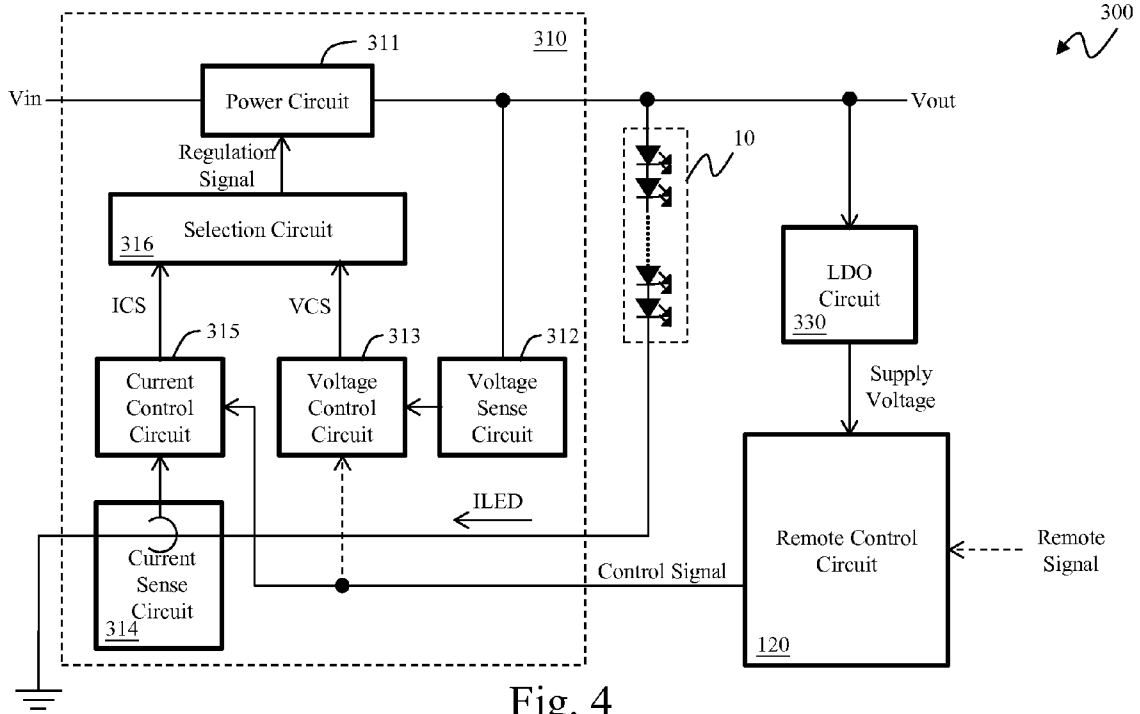 300
310
311
Vin
Power Circuit
Vout
Regulation
Signal
10
Selection Circuit
316
LDO
Circuit
330
ICS
VCS
315
313
312
Current
Control
Circuit
Voltage
Control
Circuit
Voltage
Sense
Circuit
Supply
Voltage
ILED
Current
Sense
Circuit
314
Control Signal
Remote Control
Circuit
120
Remote
Signal
Fig. 4